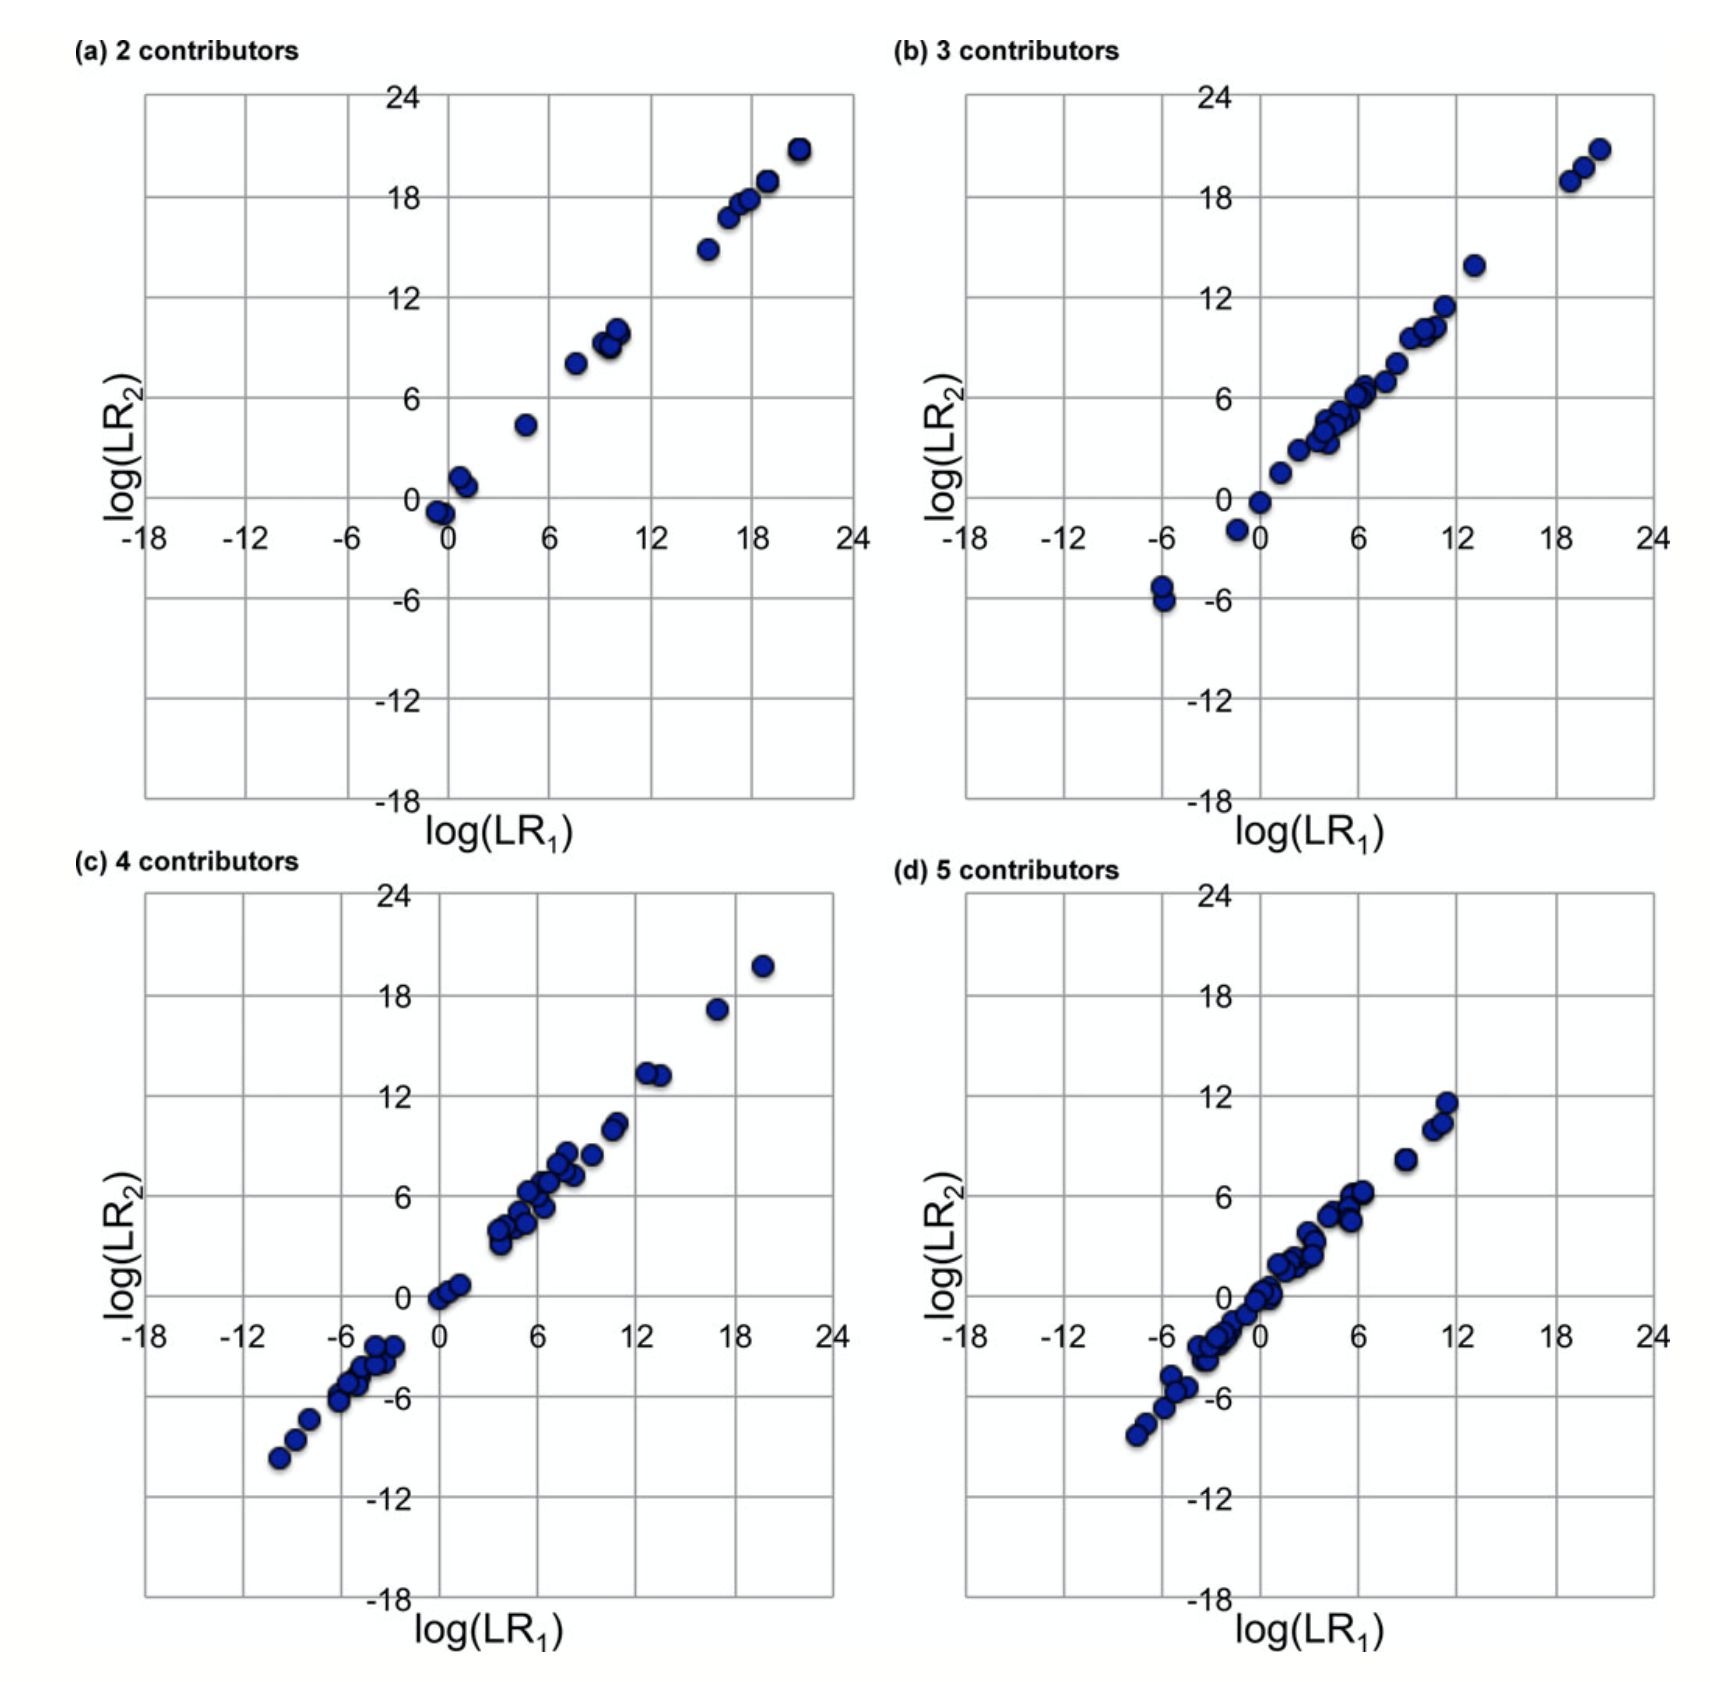 (a) 2 contributors
24
18
12
6
0
-18 -12 -6 0 6 12 18 24
-6
-12
-18
log(LR2)
log(LR1)
(b) 3 contributors
24
18
12
6
0
-18 -12 -6 0 6 12 18 24
-6
-12
-18
log(LR2)
log(LR1)
(c) 4 contributors
24
18
12
6
0
-18 -12 -6 0 6 12 18 24
-6
-12
-18
log(LR2)
log(LR1)
(d) 5 contributors
24
18
12
6
0
-18 -12 -6 0 6 12 18 24
-6
-12
-18
log(LR2)
log(LR1)